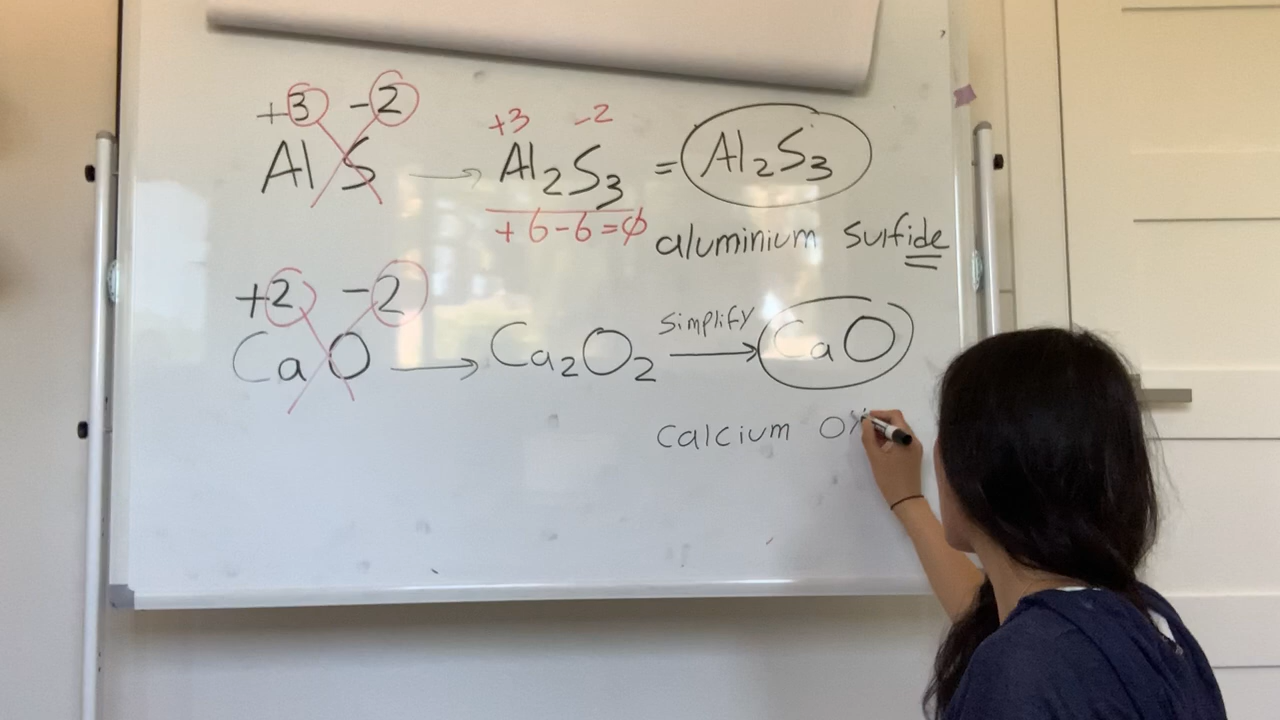 +3 -2 +3 -2
Al S → Al₂S₃ = Al₂S₃
+6-6=0
aluminium sulfide
+2 -2
Ca O → Ca₂O₂ simplify → CaO
calcium ox